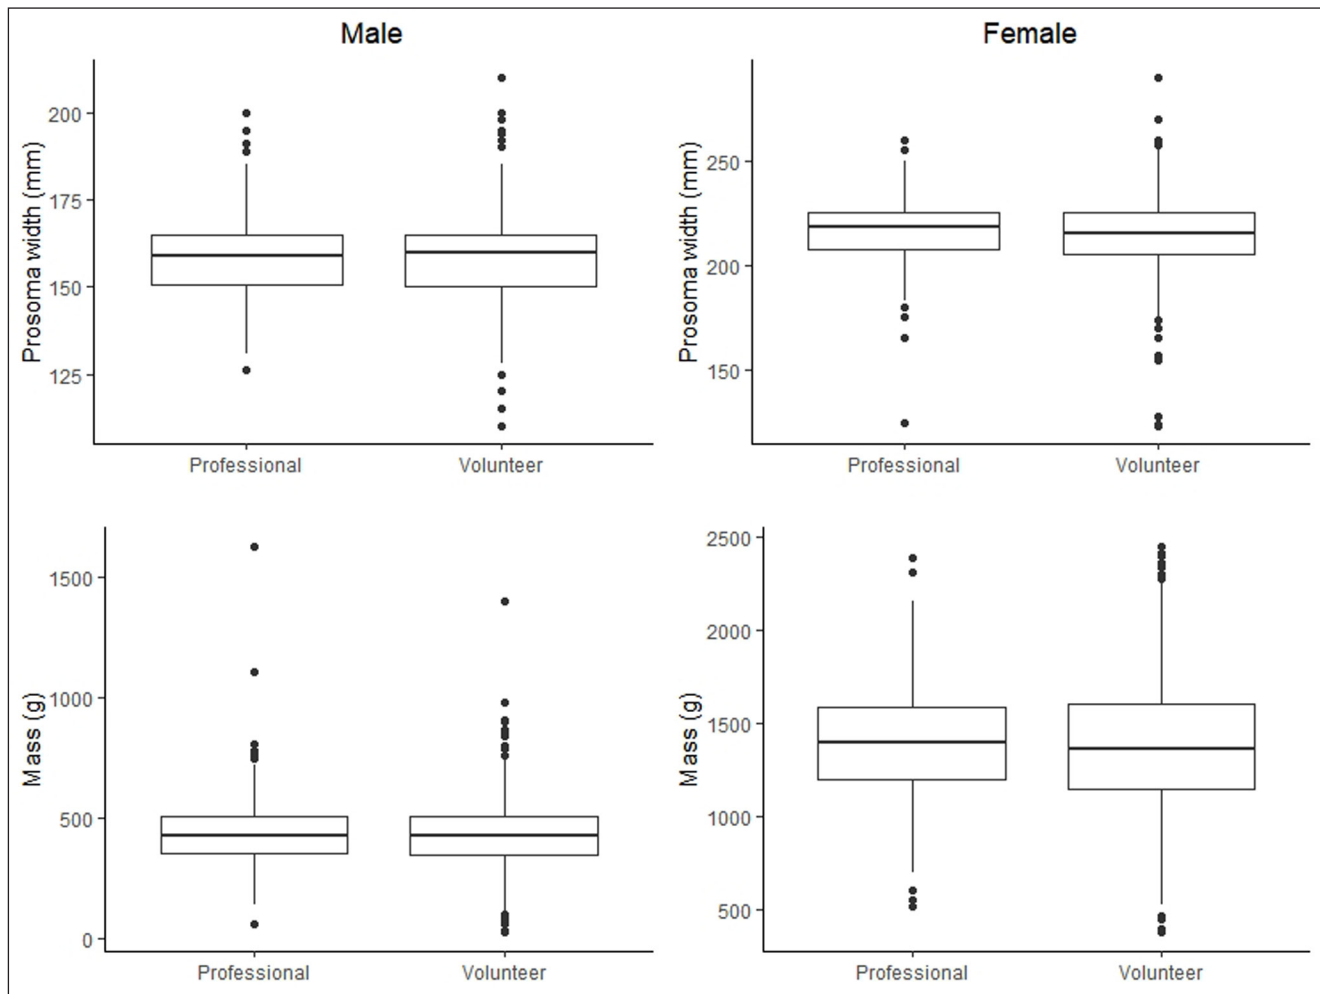 Male
Prosoma width (mm)
200
175
150
125
Professional
Volunteer
Female
Prosoma width (mm)
250
200
150
Professional
Volunteer
Mass (g)
1500
1000
500
0
Professional
Volunteer
Mass (g)
2500
2000
1500
1000
500
Professional
Volunteer